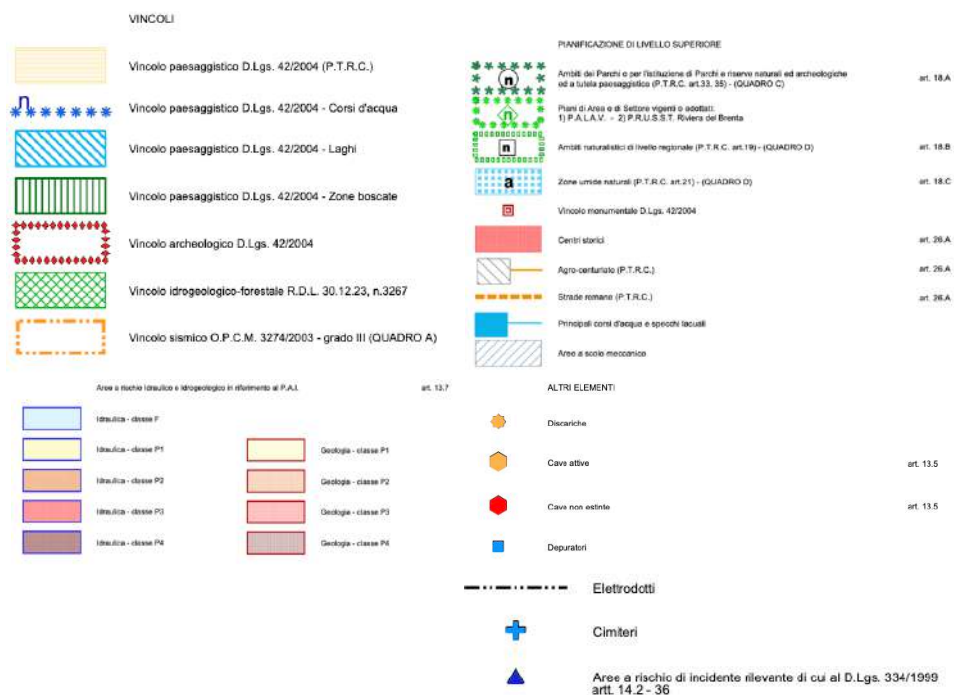 VINCOLI
Vincolo paesaggistico D.Lgs. 42/2004 (P.T.R.C.)
n
Vincolo paesaggistico D.Lgs. 42/2004 - Corsi d'acqua
Vincolo paesaggistico D.Lgs. 42/2004 - Laghi
Vincolo paesaggistico D.Lgs. 42/2004 - Zone boscate
Vincolo archeologico D.Lgs. 42/2004
Vincolo idrogeologico-forestale R.D.L. 30.12.23, n.3267
Vincolo sismico O.P.C.M. 3274/2003 - grado III (QUADRO A)
Aree a rischio Idraulico e Idrogeologico in riferimento al P.A.I. art. 13.7
Idraulica - classe F
Idraulica - classe P1
Idraulica - classe P2
Idraulica - classe P3
Idraulica - classe P4
Geologia - classe P1
Geologia - classe P2
Geologia - classe P3
Geologia - classe P4
PIANIFICAZIONE DI LIVELLO SUPERIORE
n
Ambiti dei Parchi o per l'istituzione di Parchi e riserve naturali ed archeologiche
ed a tutela paesaggistica (P.T.R.C. art.33, 35) - (QUADRO C) art. 18.A
n
Piani di Area e di Settore vigenti o adottati:
1) P.A.L.A.V. - 2) P.R.U.S.S.T. Riviera del Brenta
n
Ambiti naturalistici di livello regionale (P.T.R.C. art.19) - (QUADRO D) art. 18.B
a
Zone umide naturali (P.T.R.C. art.21) - (QUADRO D) art. 18.C
Vincolo monumentale D.Lgs. 42/2004
Centri storici art. 26.A
Agro-centuriato (P.T.R.C.) art. 26.A
Strade romane (P.T.R.C.) art. 26.A
Principali corsi d'acqua e specchi lacuali
Aree a scolo meccanico
ALTRI ELEMENTI
Discariche
Cave attive art. 13.5
Cave non estinte art. 13.5
Depuratori
Elettrodotti
Cimiteri
Aree a rischio di incidente rilevante di cui al D.Lgs. 334/1999
artt. 14.2 - 36